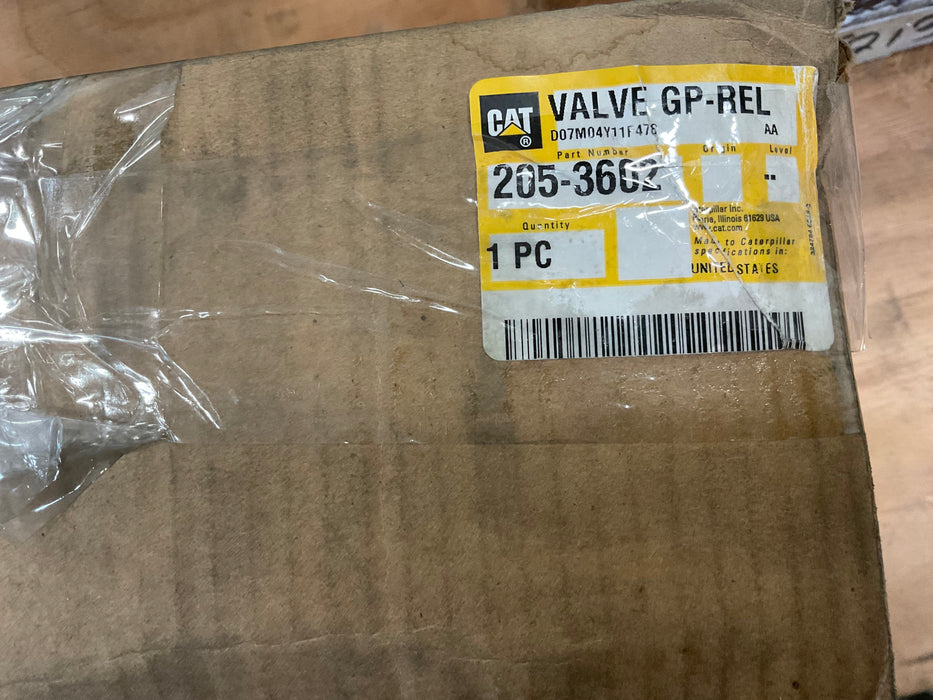 CAT
®
VALVE GP-REL
D07M04Y11F478
AA
Part Number
Origin
Level
205-3602
--
Quantity
1 PC
Caterpillar Inc.
Peoria, Illinois 61629 USA
www.cat.com
Made to Caterpillar
specifications in:
UNITED STATES